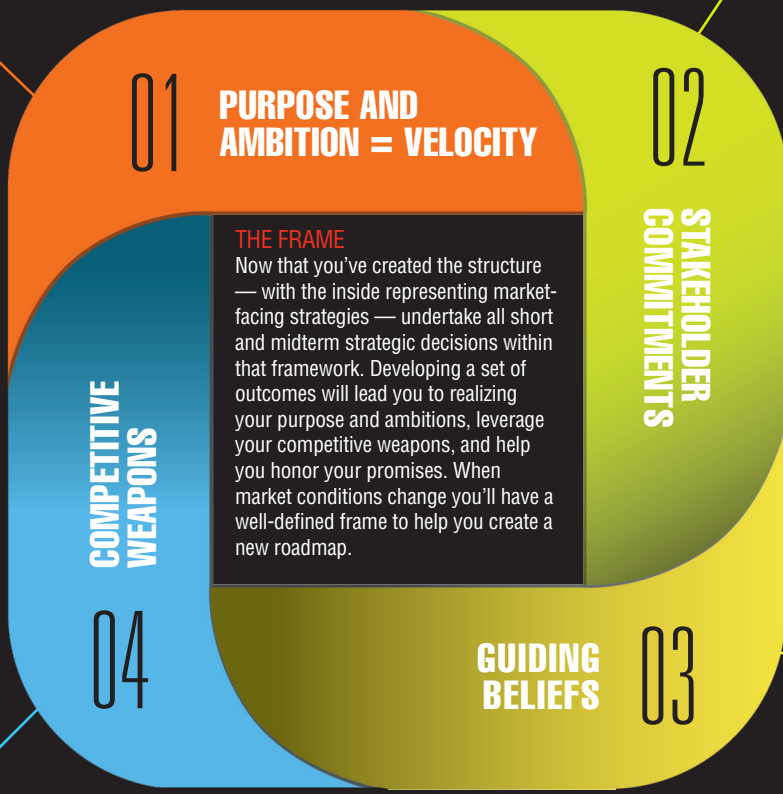 01
PURPOSE AND
AMBITION = VELOCITY
02
STAKEHOLDER
COMMITMENTS
THE FRAME
Now that you’ve created the structure
— with the inside representing market-
facing strategies — undertake all short
and midterm strategic decisions within
that framework. Developing a set of
outcomes will lead you to realizing
your purpose and ambitions, leverage
your competitive weapons, and help
you honor your promises. When
market conditions change you’ll have a
well-defined frame to help you create a
new roadmap.
GUIDING
BELIEFS
03
COMPETITIVE
WEAPONS
04